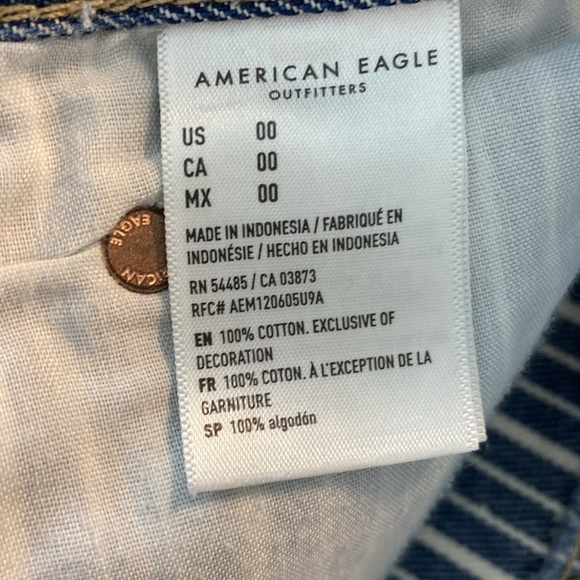 AMERICAN EAGLE
OUTFITTERS
US 00
CA 00
MX 00
MADE IN INDONESIA / FABRIQUÉ EN
INDONÉSIE / HECHO EN INDONESIA
RN 54485 / CA 03873
RFC# AEM120605U9A
EN 100% COTTON. EXCLUSIVE OF
DECORATION
FR 100% COTON. À L'EXCEPTION DE LA
GARNITURE
SP 100% algodón
EAGLE